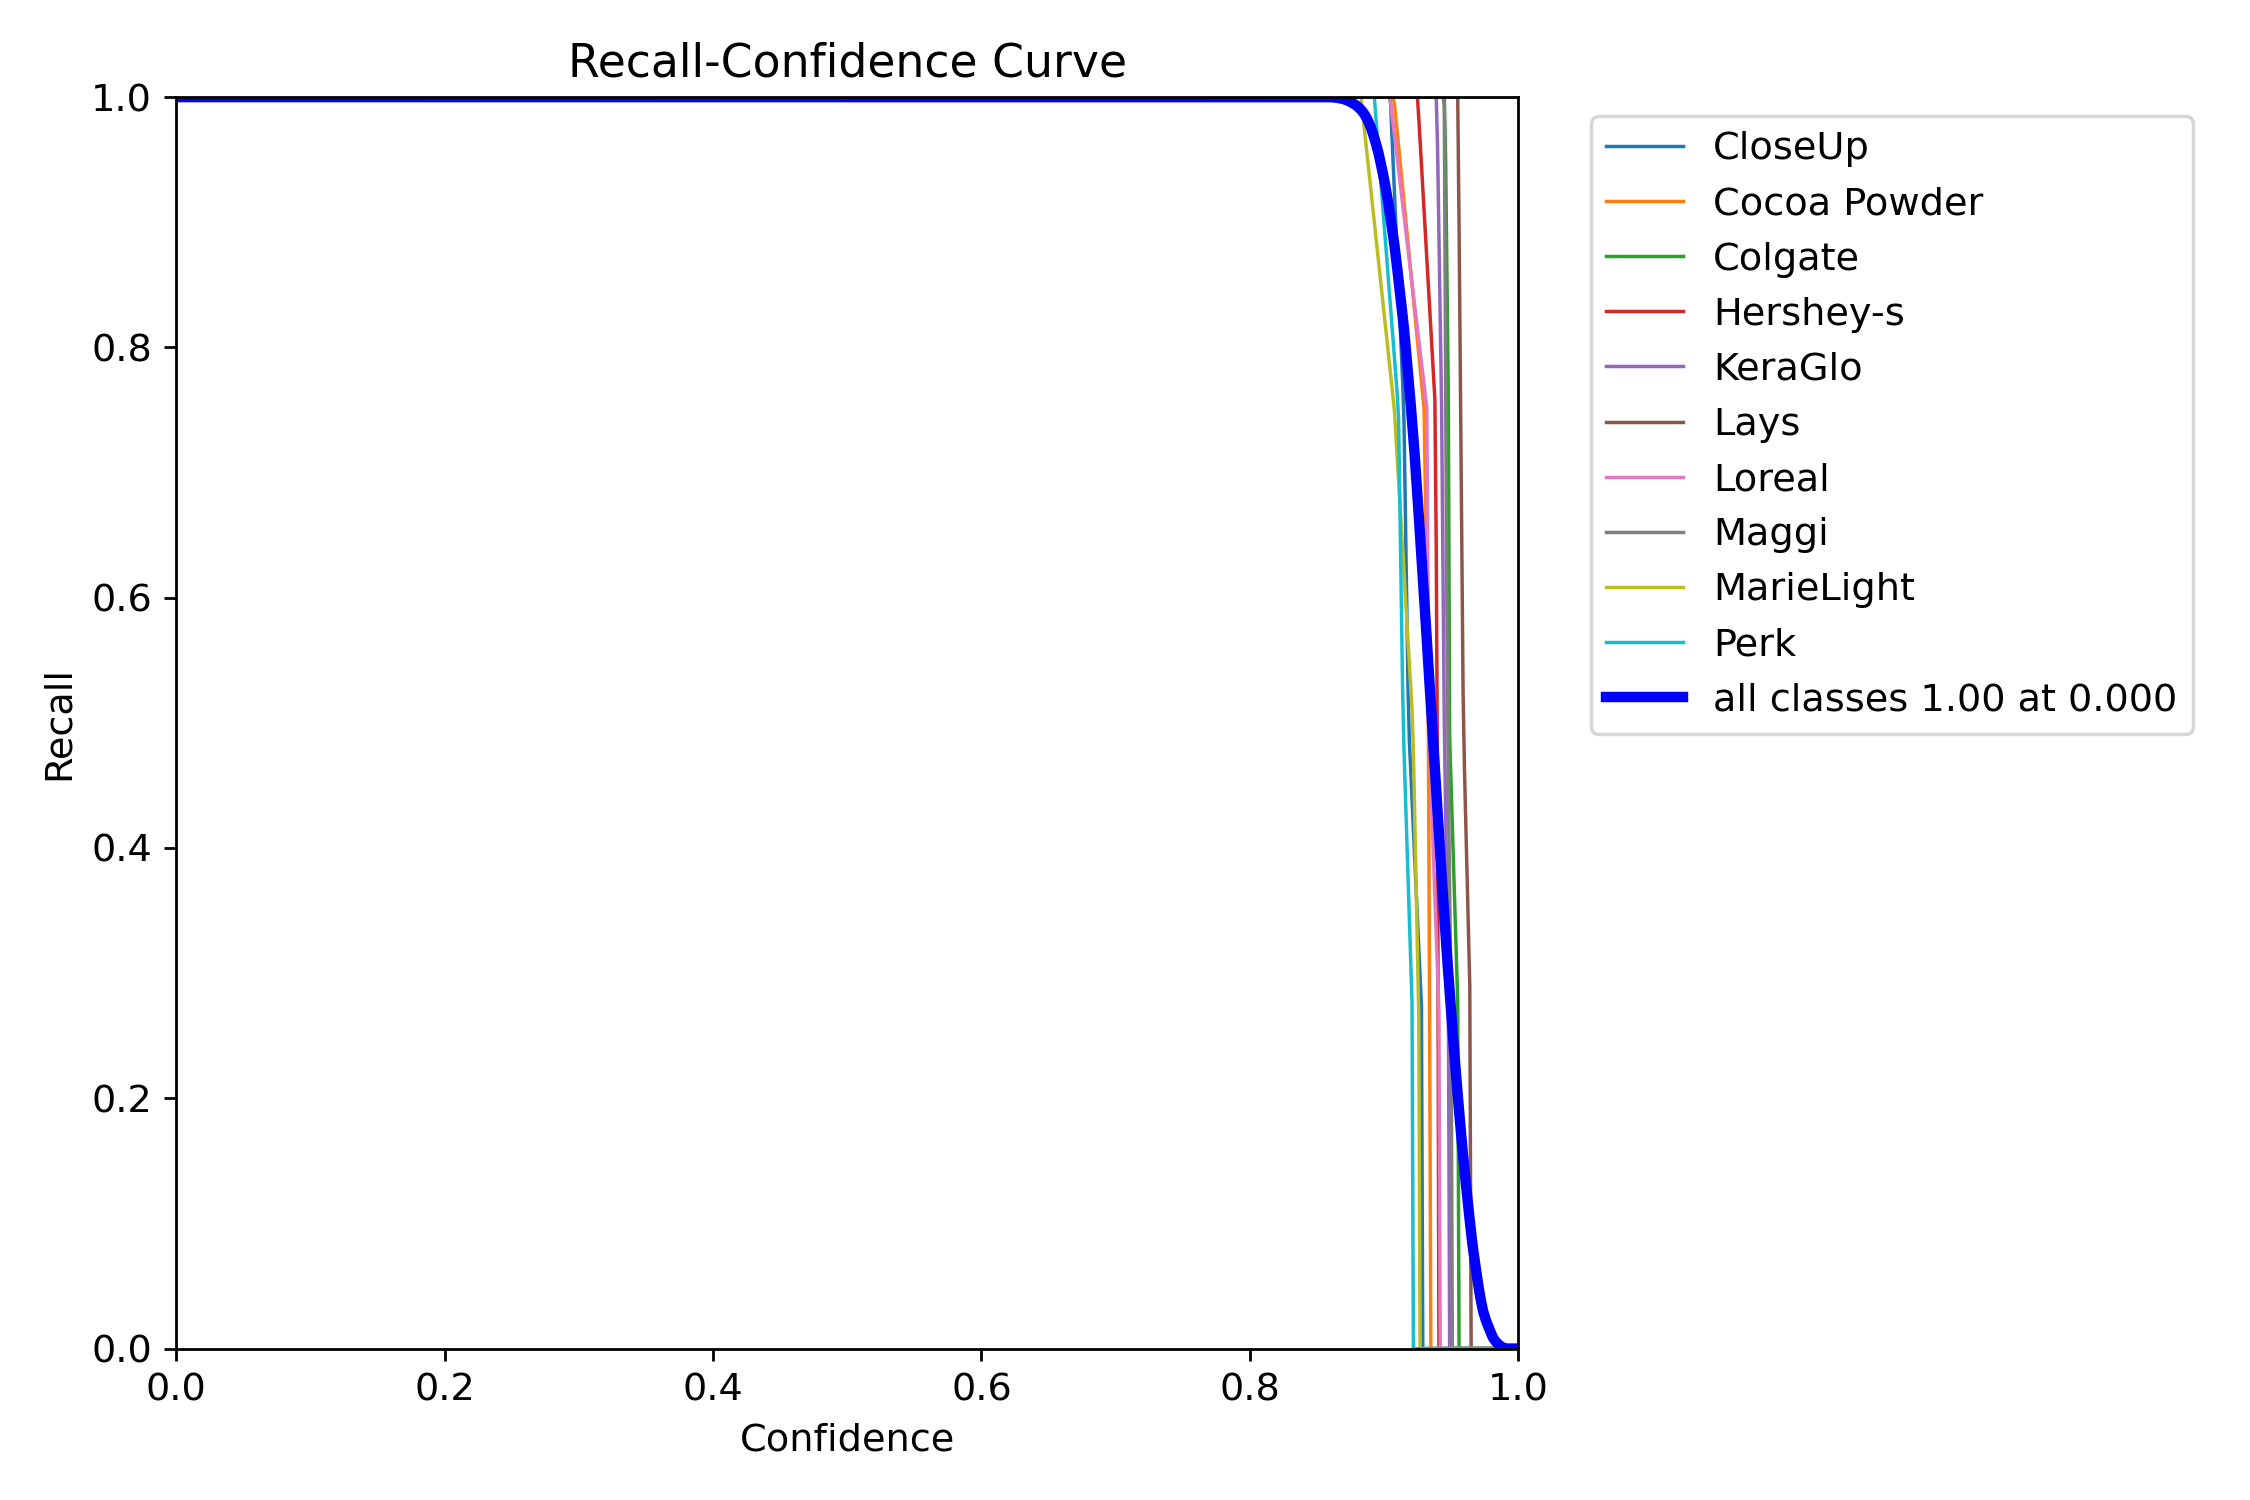 Recall-Confidence Curve
1.0
0.8
0.6
0.4
0.2
0.0
Recall
0.0 0.2 0.4 0.6 0.8 1.0
Confidence
CloseUp
Cocoa Powder
Colgate
Hershey-s
KeraGlo
Lays
Loreal
Maggi
MarieLight
Perk
all classes 1.00 at 0.000